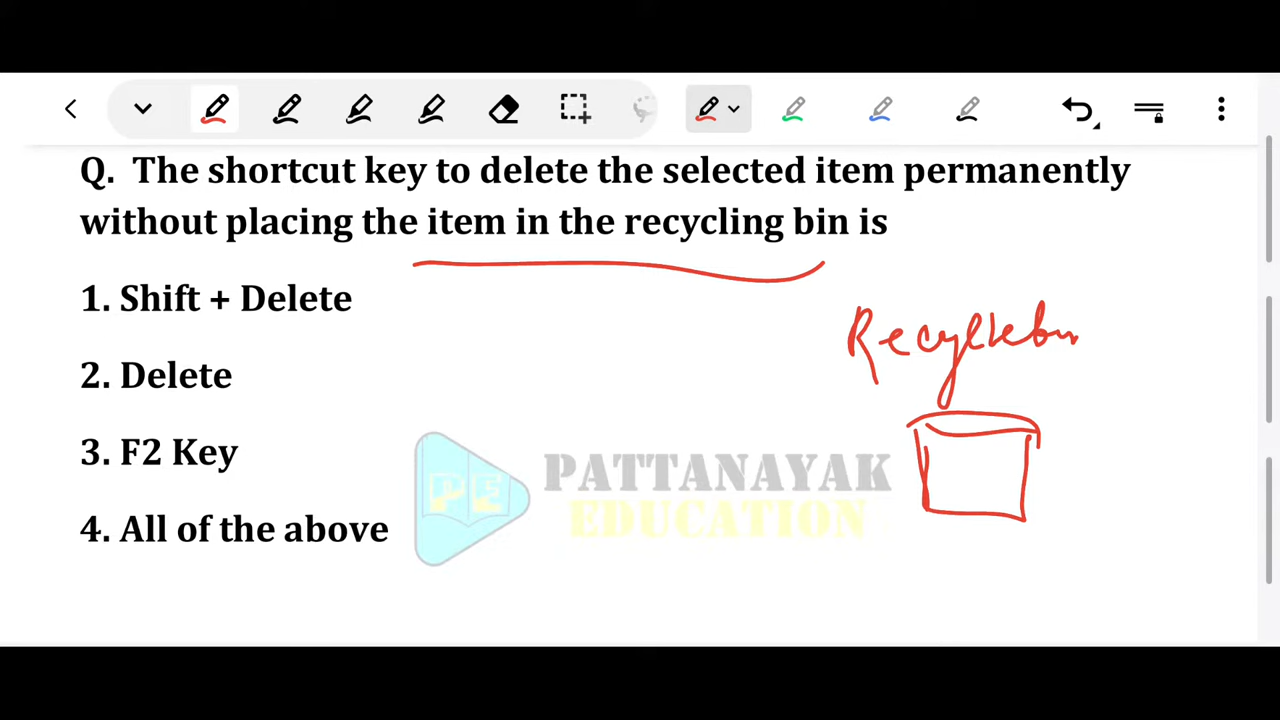 Q. The shortcut key to delete the selected item permanently
without placing the item in the recycling bin is
1. Shift + Delete
2. Delete
3. F2 Key
4. All of the above
PE
PATTANAYAK
EDUCATION